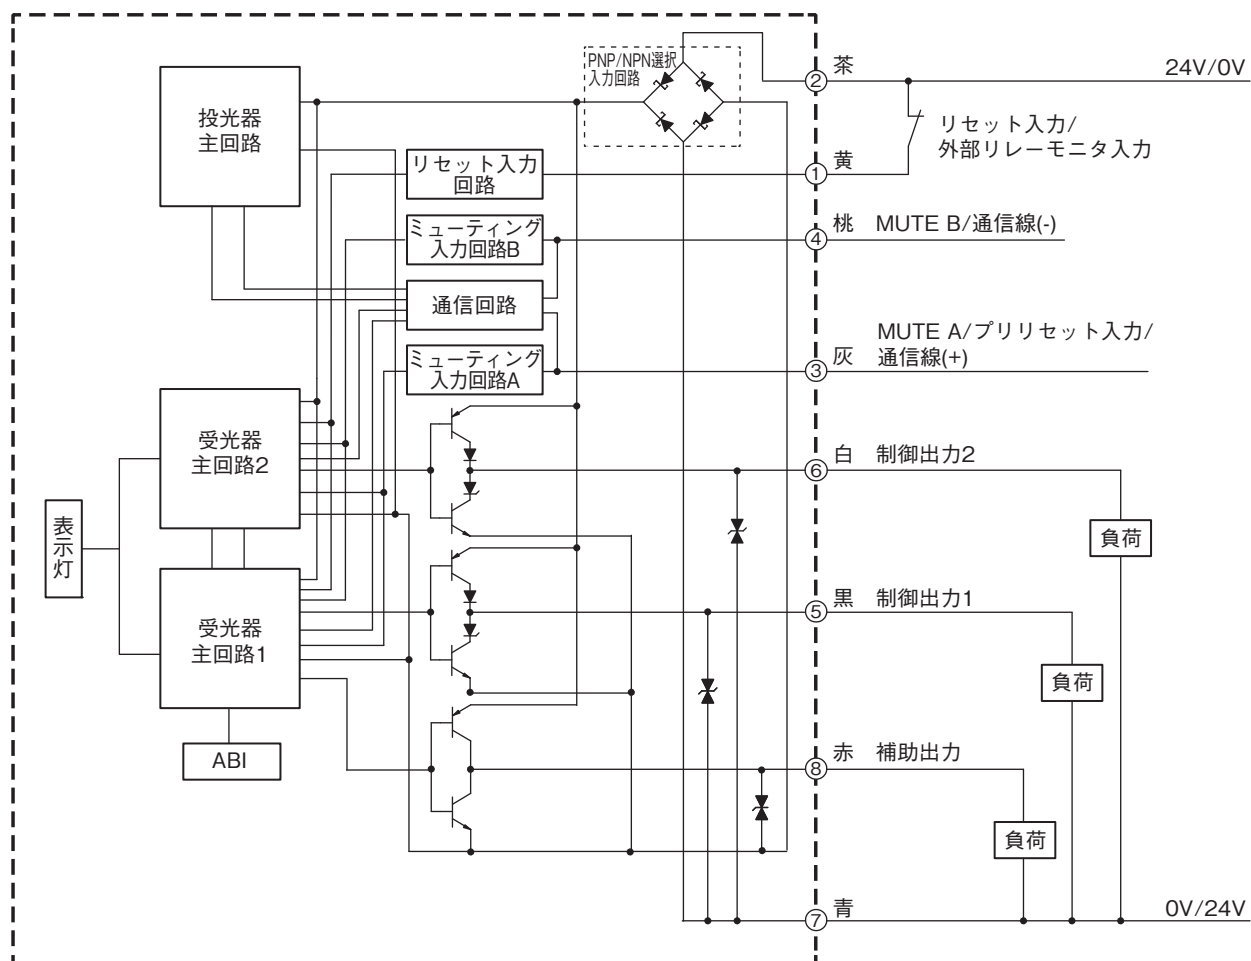 PNP/NPN選択
入力回路
② 茶
24V/0V
投光器
主回路
リセット入力/
外部リレーモニタ入力
リセット入力
回路
① 黄
ミューティング
入力回路B
④ 桃 MUTE B/通信線(-)
通信回路
MUTE A/プリリセット入力/
③ 灰 通信線(+)
ミューティング
入力回路A
受光器
主回路2
⑥ 白 制御出力2
表示灯
負荷
受光器
主回路1
⑤ 黒 制御出力1
負荷
ABI
⑧ 赤 補助出力
負荷
⑦ 青
0V/24V